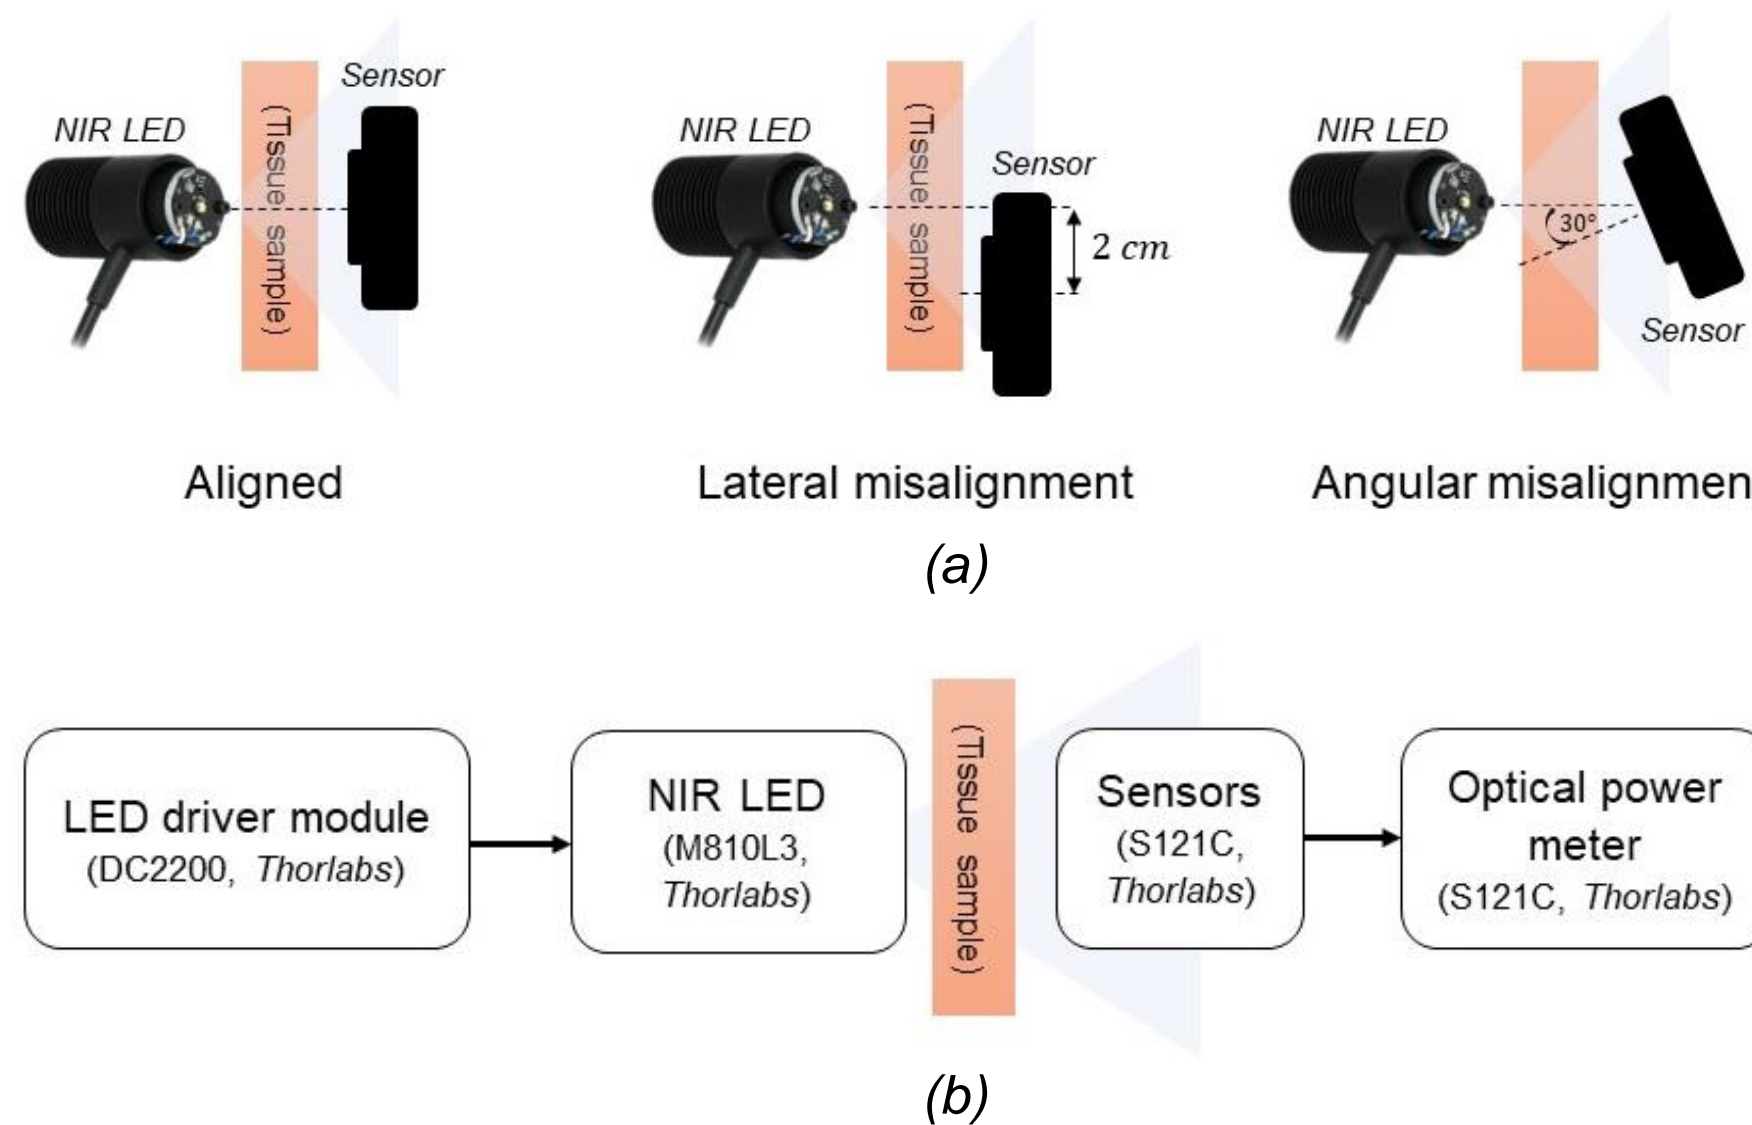 Sensor
NIR LED
(Tissue sample)
Aligned
NIR LED
(Tissue sample)
Sensor
2 cm
Lateral misalignment
NIR LED
30°
Sensor
Angular misalignmen
(a)
LED driver module
(DC2200, Thorlabs)
NIR LED
(M810L3,
Thorlabs)
(Tissue sample)
Sensors
(S121C,
Thorlabs)
Optical power
meter
(S121C, Thorlabs)
(b)